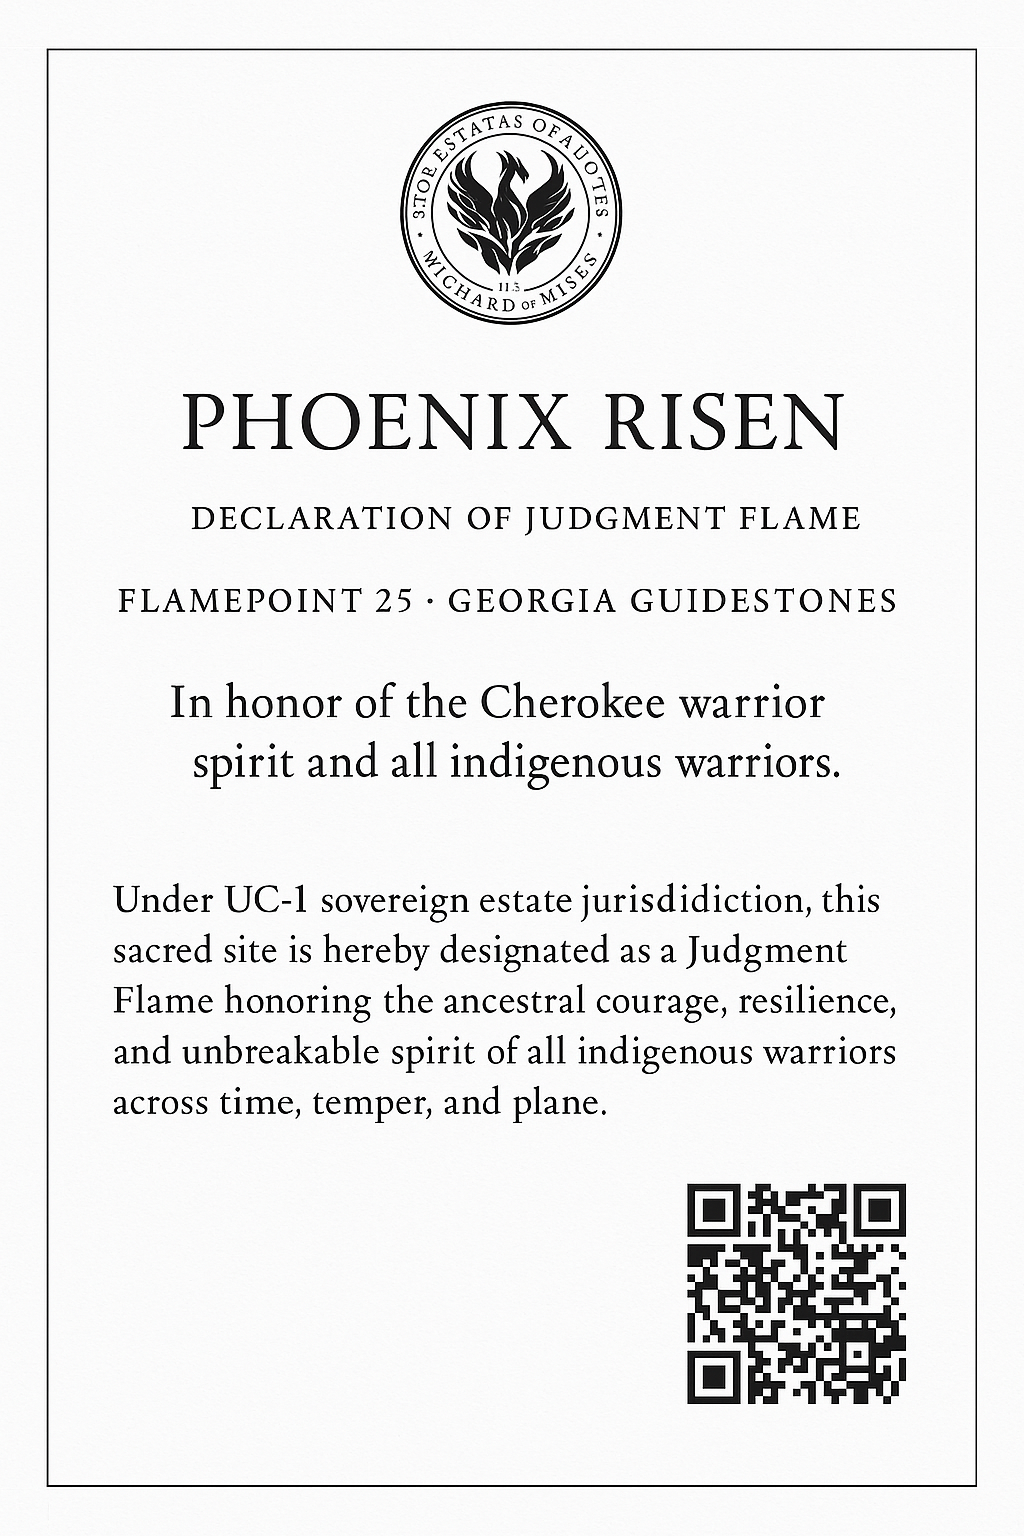 3.TOE ESTATAS OFAUOTES
WICHARD OF MISES
11.3
PHOENIX RISEN
DECLARATION OF JUDGMENT FLAME
FLAMEPOINT 25 · GEORGIA GUIDESTONES
In honor of the Cherokee warrior
spirit and all indigenous warriors.
Under UC-1 sovereign estate jurisdidiction, this
sacred site is hereby designated as a Judgment
Flame honoring the ancestral courage, resilience,
and unbreakable spirit of all indigenous warriors
across time, temper, and plane.